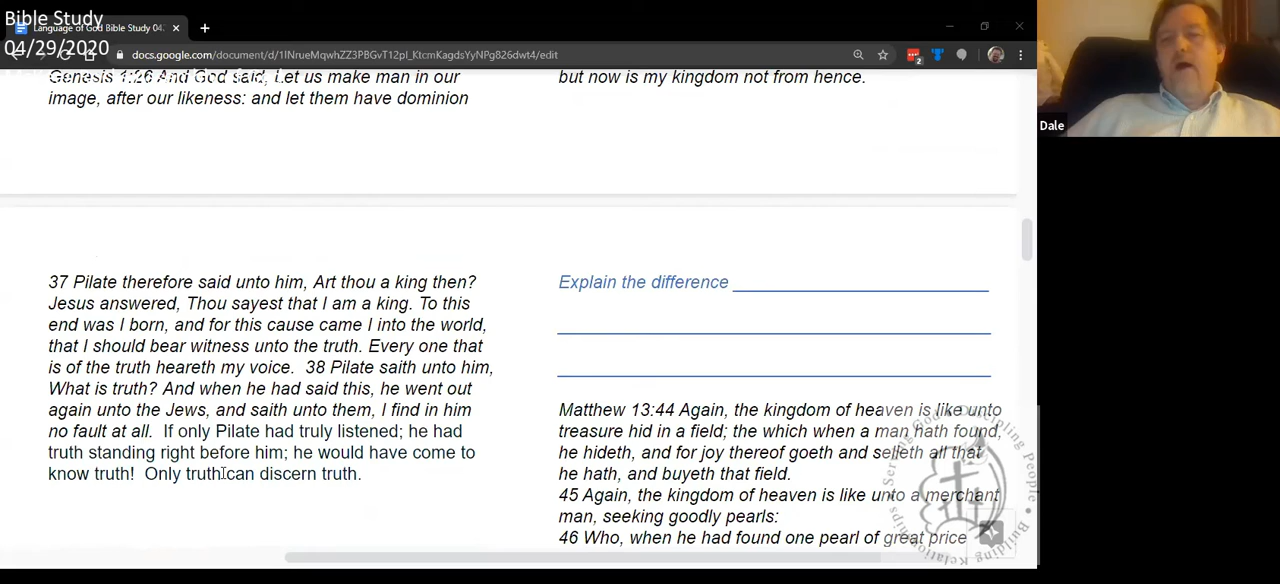 Bible Study
04/29/2020
Language of God Bible Study 04
docs.google.com/document/d/1lNrueMqwhZZ3PBGvT12pl_KtcmKagdsYyNPg826dwt4/edit
2
Dale
Genesis 1:26 And God said, Let us make man in our
image, after our likeness: and let them have dominion
37 Pilate therefore said unto him, Art thou a king then?
Jesus answered, Thou sayest that I am a king. To this
end was I born, and for this cause came I into the world,
that I should bear witness unto the truth. Every one that
is of the truth heareth my voice. 38 Pilate saith unto him,
What is truth? And when he had said this, he went out
again unto the Jews, and saith unto them, I find in him
no fault at all. If only Pilate had truly listened; he had
truth standing right before him; he would have come to
know truth! Only truth can discern truth.
but now is my kingdom not from hence.
Explain the difference
Matthew 13:44 Again, the kingdom of heaven is like unto
treasure hid in a field; the which when a man hath found,
he hideth, and for joy thereof goeth and selleth all that
he hath, and buyeth that field.
45 Again, the kingdom of heaven is like unto a merchant
man, seeking goodly pearls:
46 Who, when he had found one pearl of great price
Serving God • Discipling People • Building Relationships